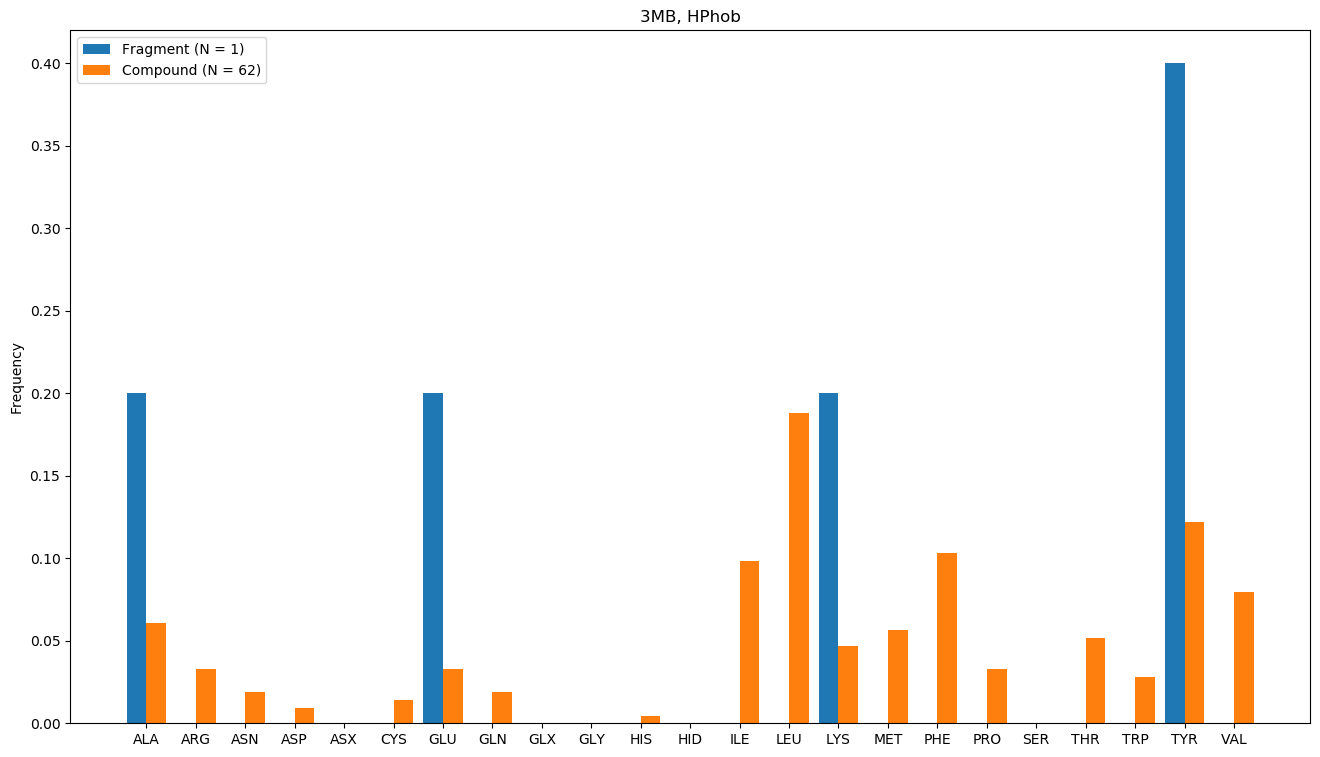 3MB, HPhob
Fragment (N = 1)
Compound (N = 62)
Frequency
0.40
0.35
0.30
0.25
0.20
0.15
0.10
0.05
0.00
ALA ARG ASN ASP ASX CYS GLU GLN GLX GLY HIS HID ILE LEU LYS MET PHE PRO SER THR TRP TYR VAL